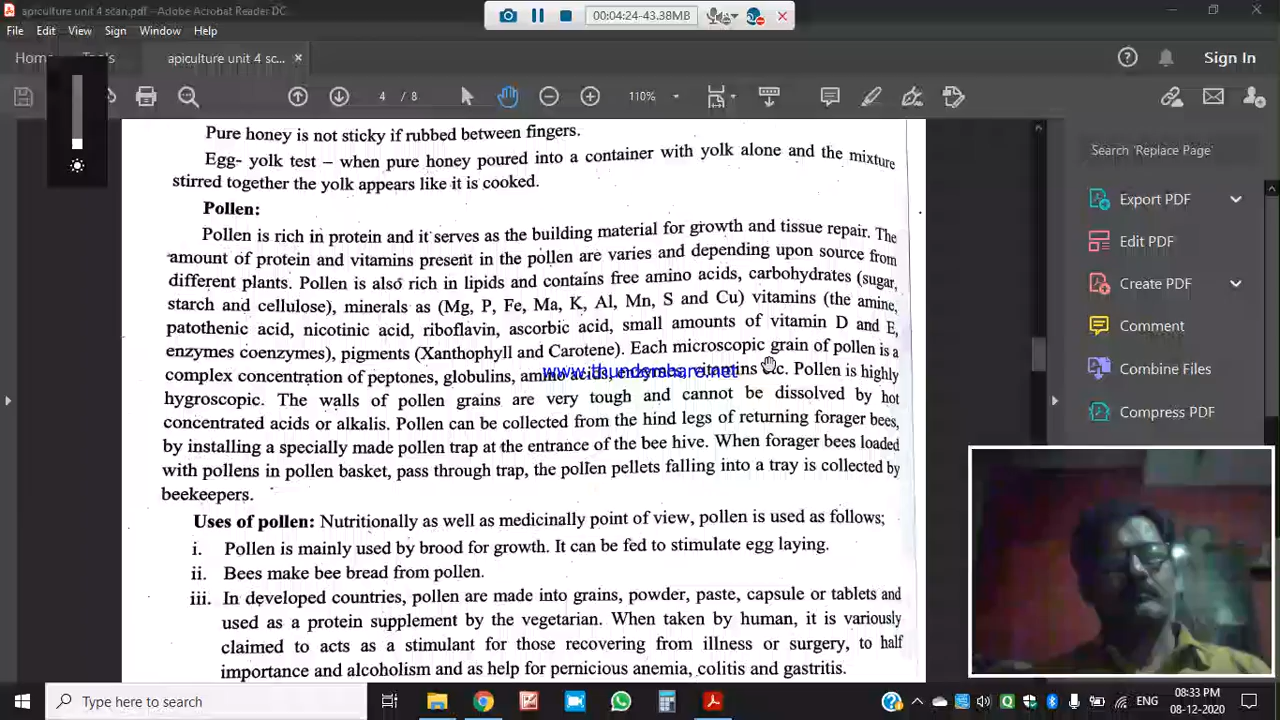 apiculture unit 4 scan.pdf - Adobe Acrobat Reader DC
00:04:24-43.38MB
File Edit View Sign Window Help
Home Tools apiculture unit 4 sc... × Sign In
4 / 8 110%
Pure honey is not sticky if rubbed between fingers.
Egg- yolk test – when pure honey poured into a container with yolk alone and the mixture
stirred together the yolk appears like it is cooked.
Pollen:
Pollen is rich in protein and it serves as the building material for growth and tissue repair. The
amount of protein and vitamins present in the pollen are varies and depending upon source from
different plants. Pollen is also rich in lipids and contains free amino acids, carbohydrates (sugar,
starch and cellulose), minerals as (Mg, P, Fe, Ma, K, Al, Mn, S and Cu) vitamins (the amine,
patothenic acid, nicotinic acid, riboflavin, ascorbic acid, small amounts of vitamin D and E,
enzymes coenzymes), pigments (Xanthophyll and Carotene). Each microscopic grain of pollen is a
complex concentration of peptones, globulins, amino acids, enzymes, vitamins etc. Pollen is highly
www.thundershare.net
hygroscopic. The walls of pollen grains are very tough and cannot be dissolved by hot
concentrated acids or alkalis. Pollen can be collected from the hind legs of returning forager bees,
by installing a specially made pollen trap at the entrance of the bee hive. When forager bees loaded
with pollens in pollen basket, pass through trap, the pollen pellets falling into a tray is collected by
beekeepers.
Uses of pollen: Nutritionally as well as medicinally point of view, pollen is used as follows;
i. Pollen is mainly used by brood for growth. It can be fed to stimulate egg laying.
ii. Bees make bee bread from pollen.
iii. In developed countries, pollen are made into grains, powder, paste, capsule or tablets and
used as a protein supplement by the vegetarian. When taken by human, it is variously
claimed to acts as a stimulant for those recovering from illness or surgery, to half
importance and alcoholism and as help for pernicious anemia, colitis and gastritis.
Search 'Replace Page'
Export PDF
Edit PDF
Create PDF
Comment
Combine Files
Compress PDF
Type here to search
ENG
08:33 PM
08-12-2020